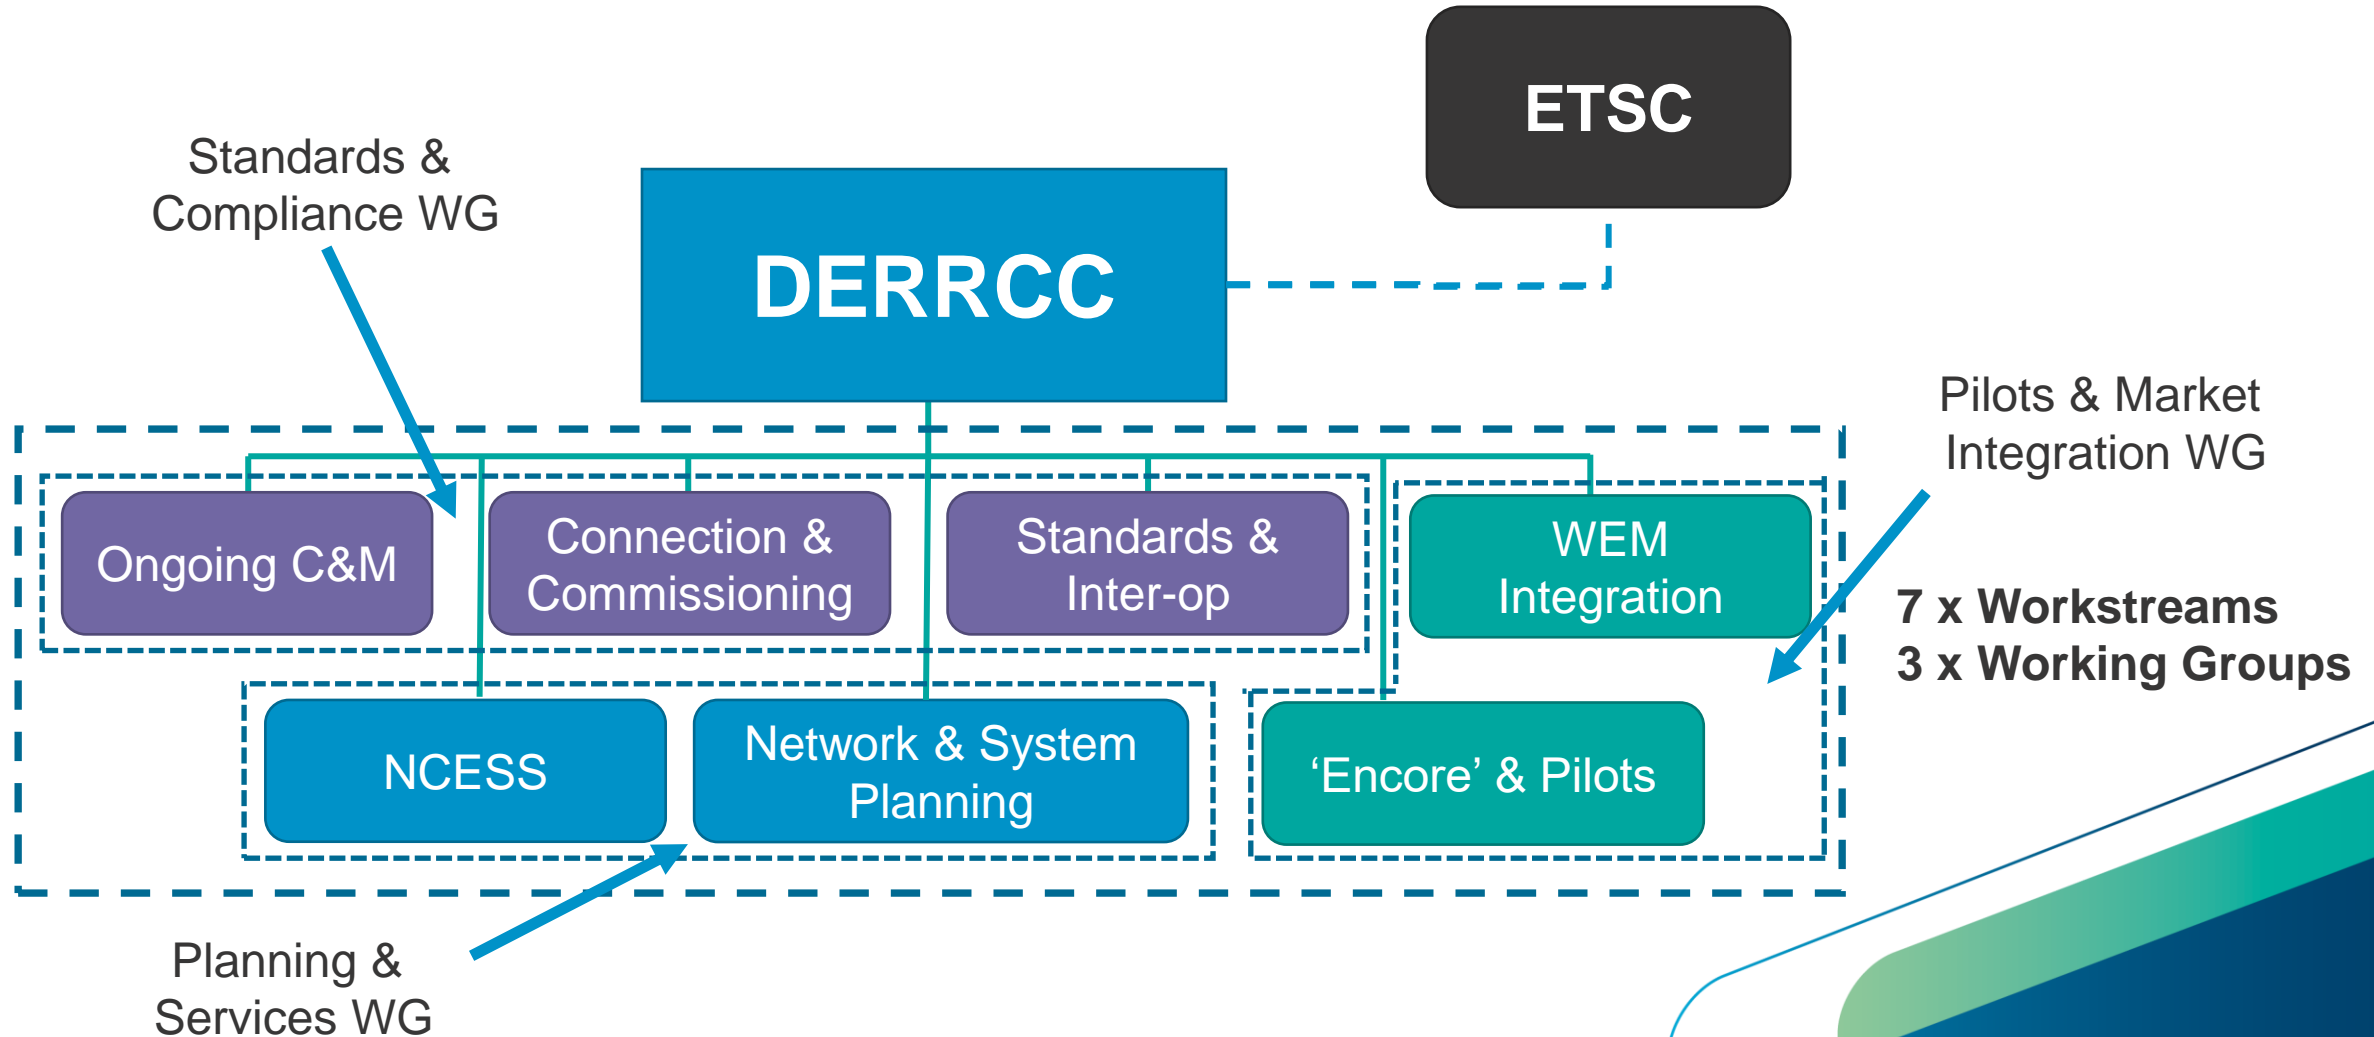 ETSC
Standards &
Compliance WG
DERRCC
Pilots & Market
Integration WG
Ongoing C&M
Connection &
Commissioning
Standards &
Inter-op
WEM
Integration
7 x Workstreams
3 x Working Groups
NCESS
Network & System
Planning
‘Encore’ & Pilots
Planning &
Services WG